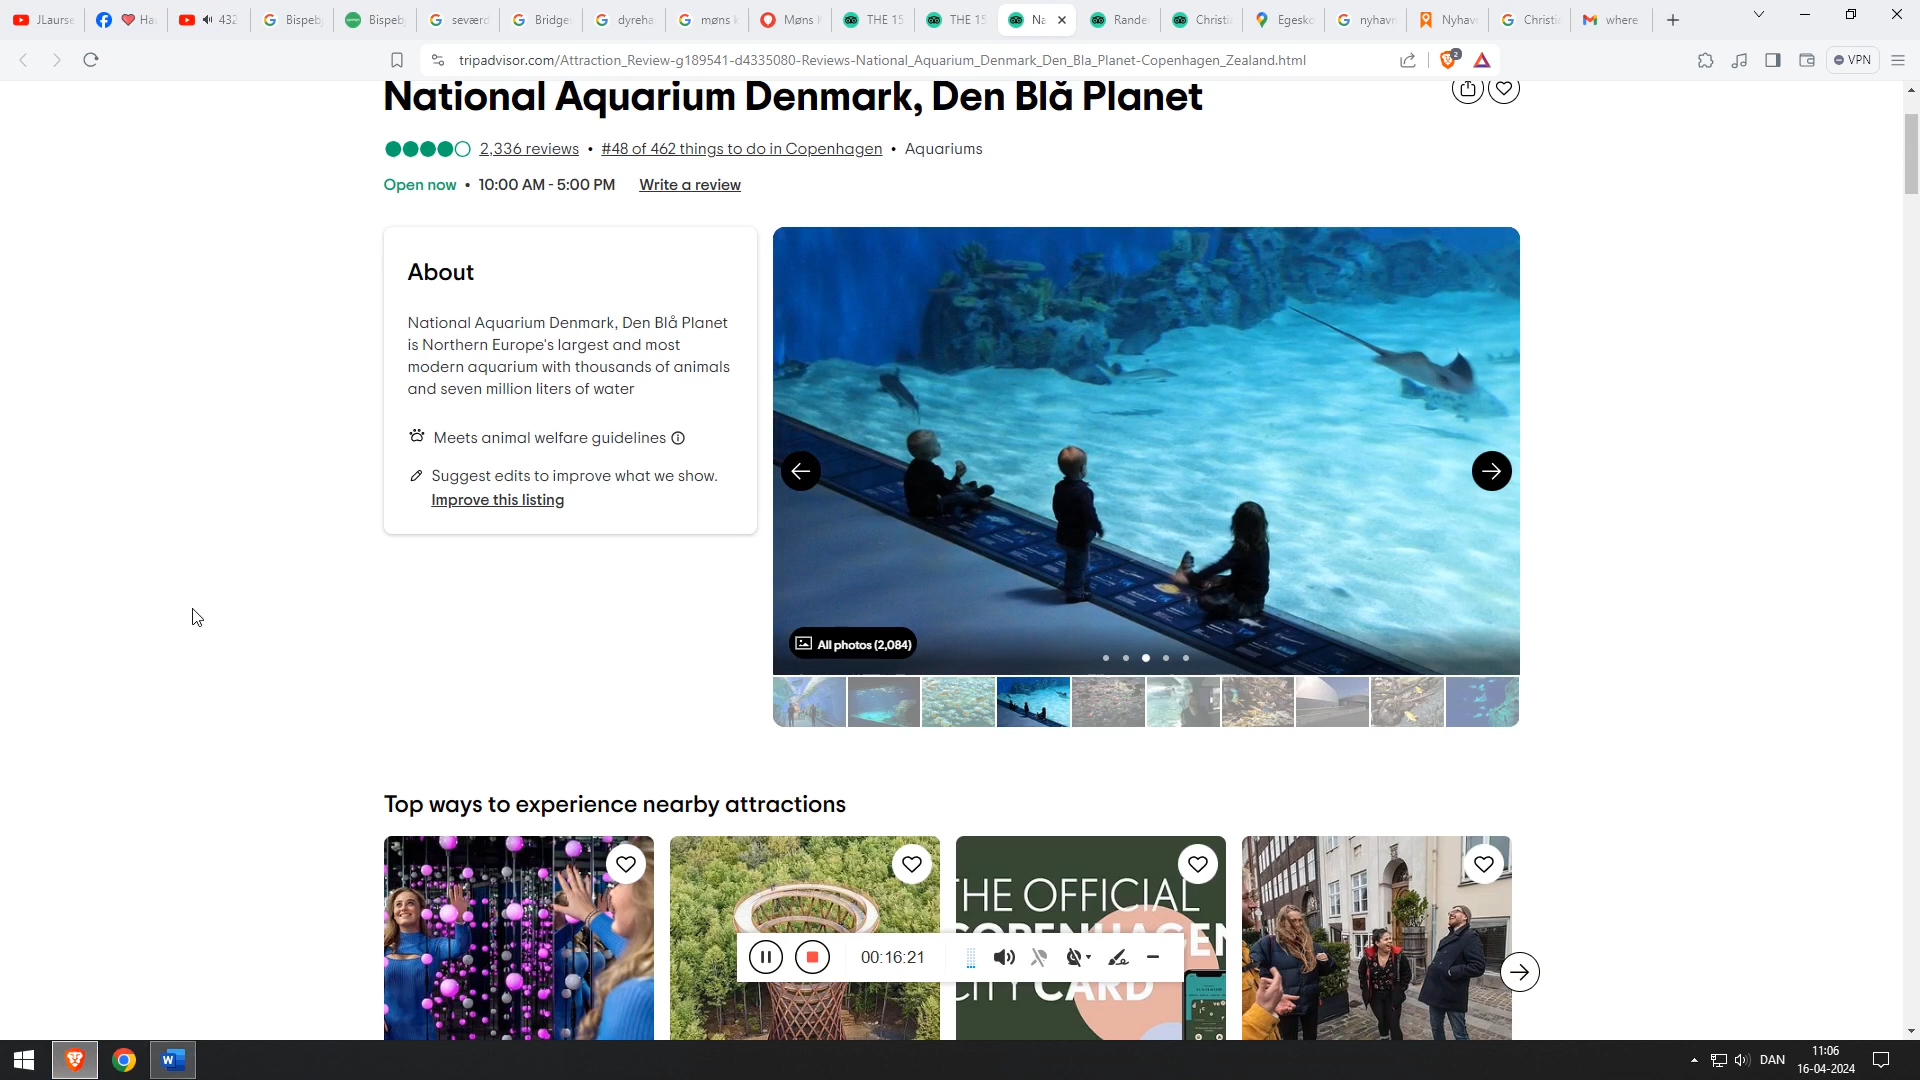 JLaurse
Ha
432
Bispebj
Bispebj
seværd
Bridge
dyreha
møns k
Møns
THE 15
THE 15
Na
Rande
Christia
Egesko
nyhavn
Nyhav
Christi
where
tripadvisor.com/Attraction_Review-g189541-d4335080-Reviews-National_Aquarium_Denmark_Den_Bla_Planet-Copenhagen_Zealand.html
2
VPN
National Aquarium Denmark, Den Blå Planet
2,336 reviews • #48 of 462 things to do in Copenhagen • Aquariums
Open now • 10:00 AM - 5:00 PM Write a review
About
National Aquarium Denmark, Den Blå Planet
is Northern Europe's largest and most
modern aquarium with thousands of animals
and seven million liters of water
Meets animal welfare guidelines
Suggest edits to improve what we show.
Improve this listing
All photos (2,084)
Top ways to experience nearby attractions
THE OFFICIAL
COPENHAGEN
CITY CARD
00:16:21
DAN
11:06
16-04-2024